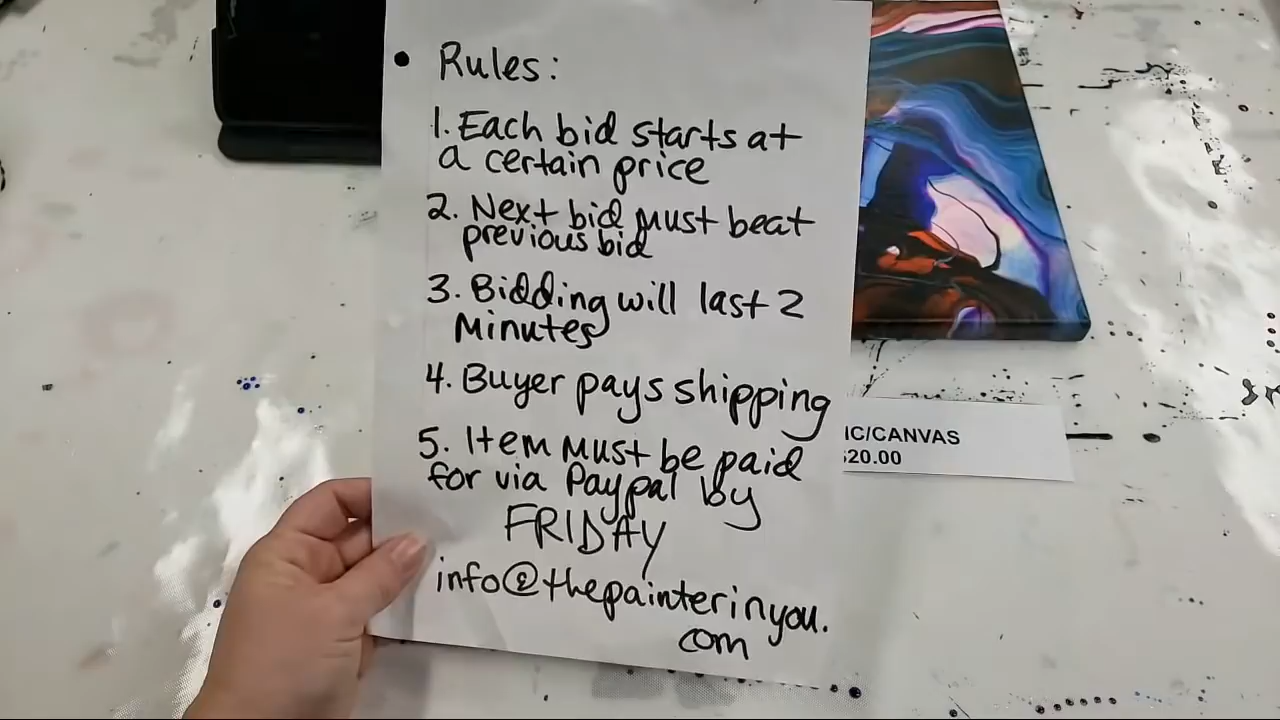 • Rules:
1. Each bid starts at
a certain price
2. Next bid must beat
previous bid
3. Bidding will last 2
Minutes
4. Buyer pays shipping
5. Item Must be paid
for via Paypal by
FRIDAY
info@thepainterinyou.
com
IC/CANVAS
$20.00